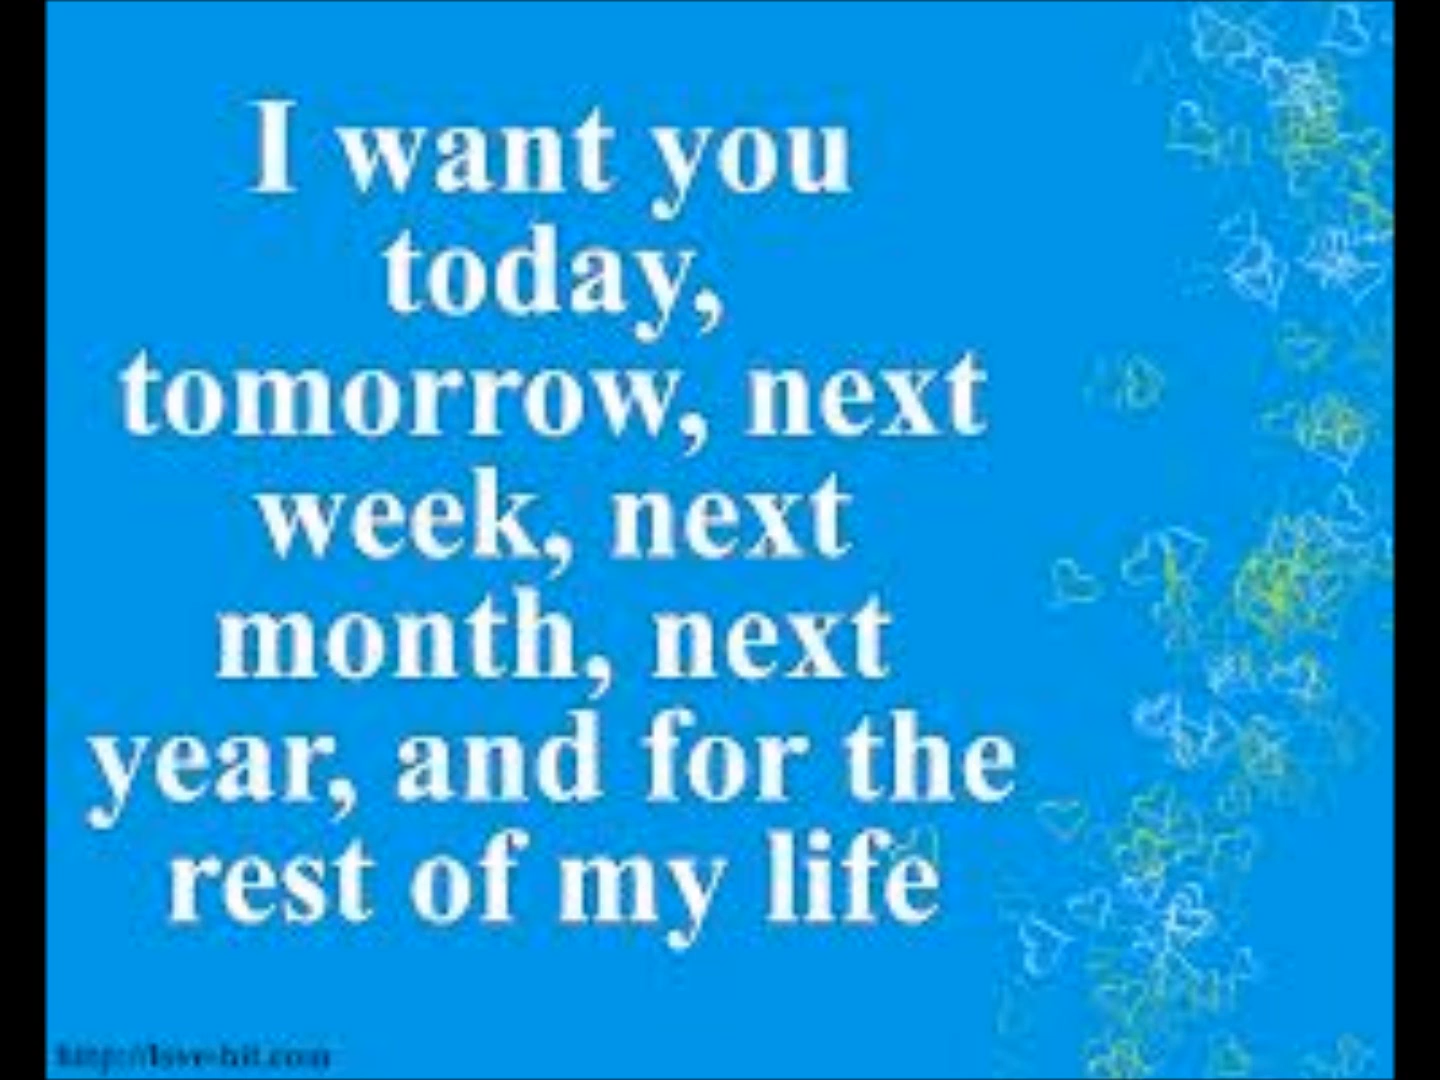 I want you
today,
tomorrow, next
week, next
month, next
year, and for the
rest of my life